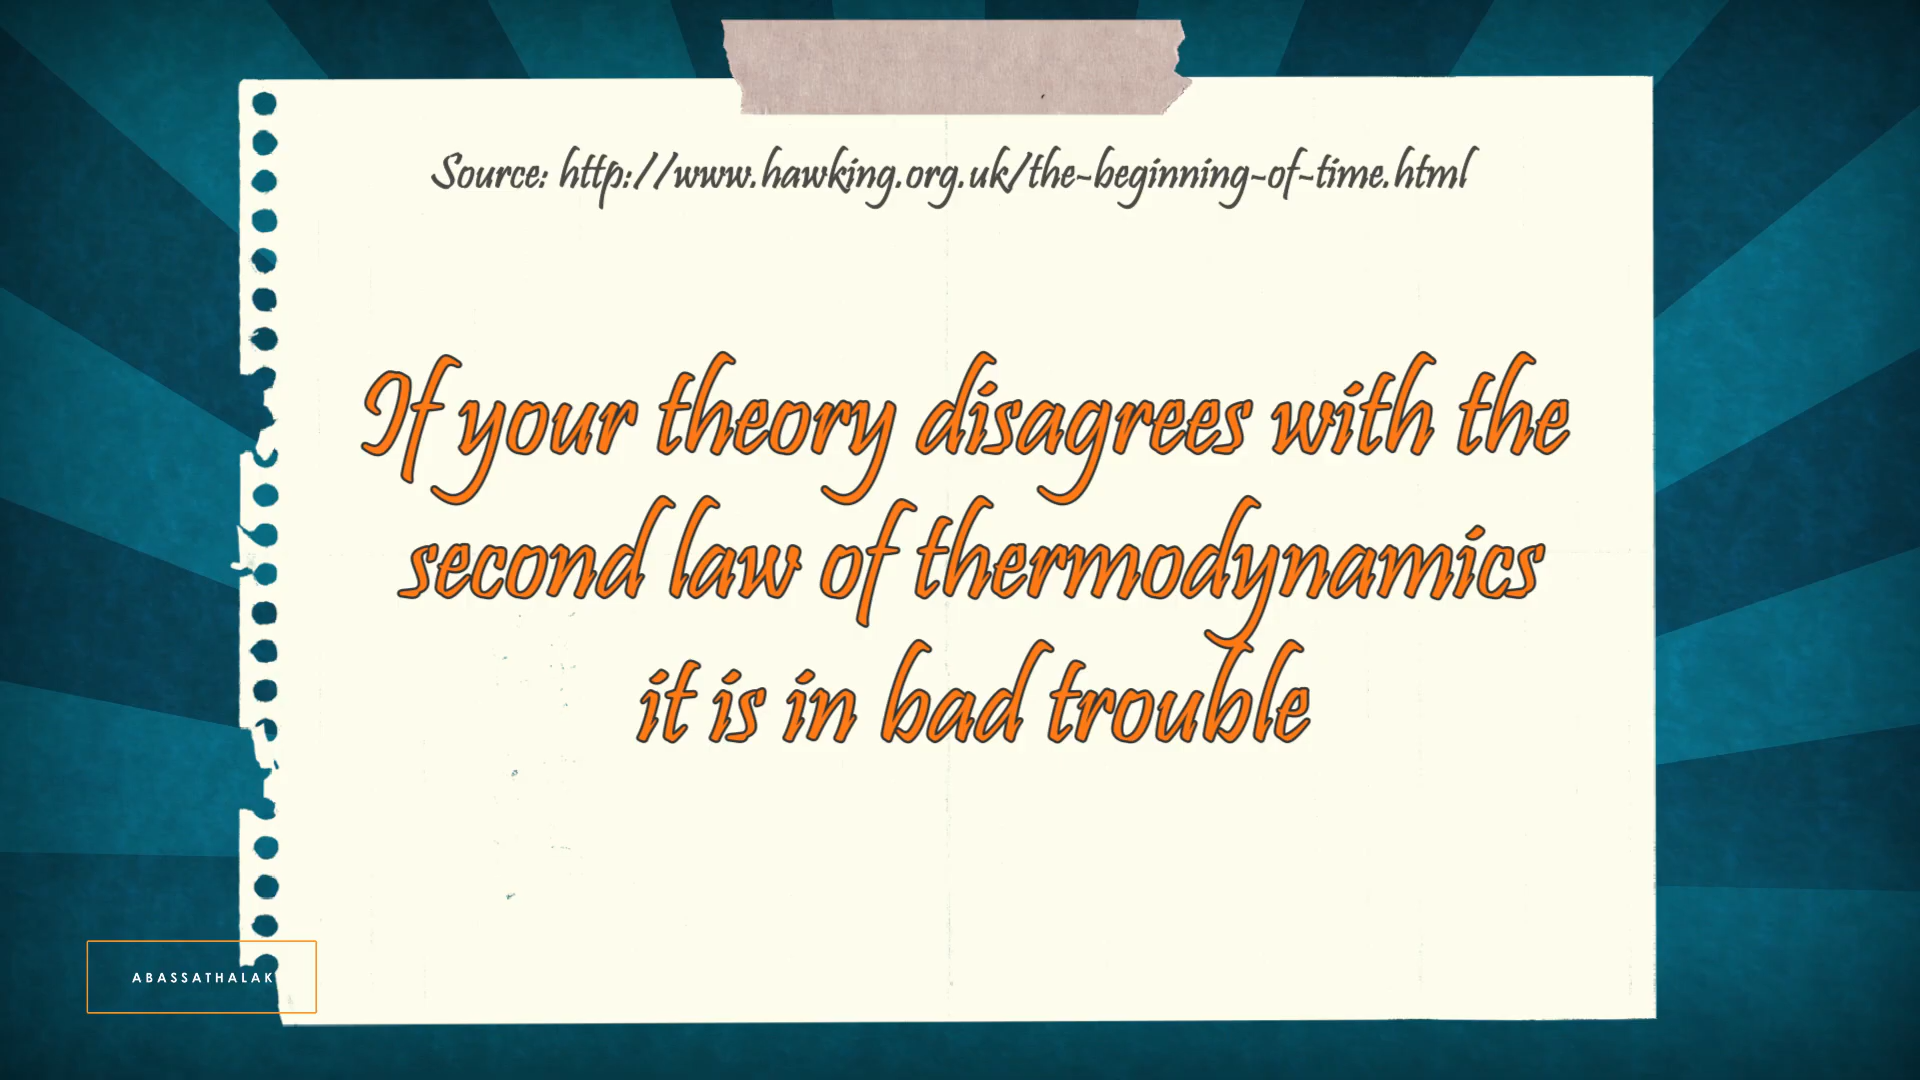 Source: http://www.hawking.org.uk/the-beginning-of-time.html
If your theory disagrees with the
second law of thermodynamics
it is in bad trouble
ABASSATHALAK